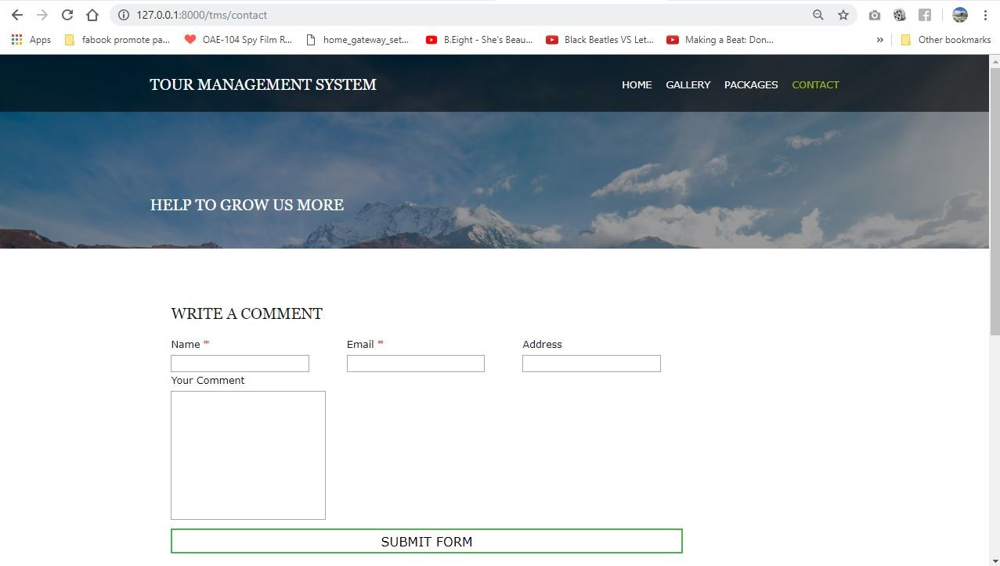 127.0.0.1:8000/tms/contact
Apps fabook promote pa... OAE-104 Spy Film R... home_gateway_set... B.Eight - She's Beau... Black Beatles VS Let... Making a Beat: Don... » Other bookmarks
TOUR MANAGEMENT SYSTEM HOME GALLERY PACKAGES CONTACT
HELP TO GROW US MORE
WRITE A COMMENT
Name * Email * Address
Your Comment
SUBMIT FORM